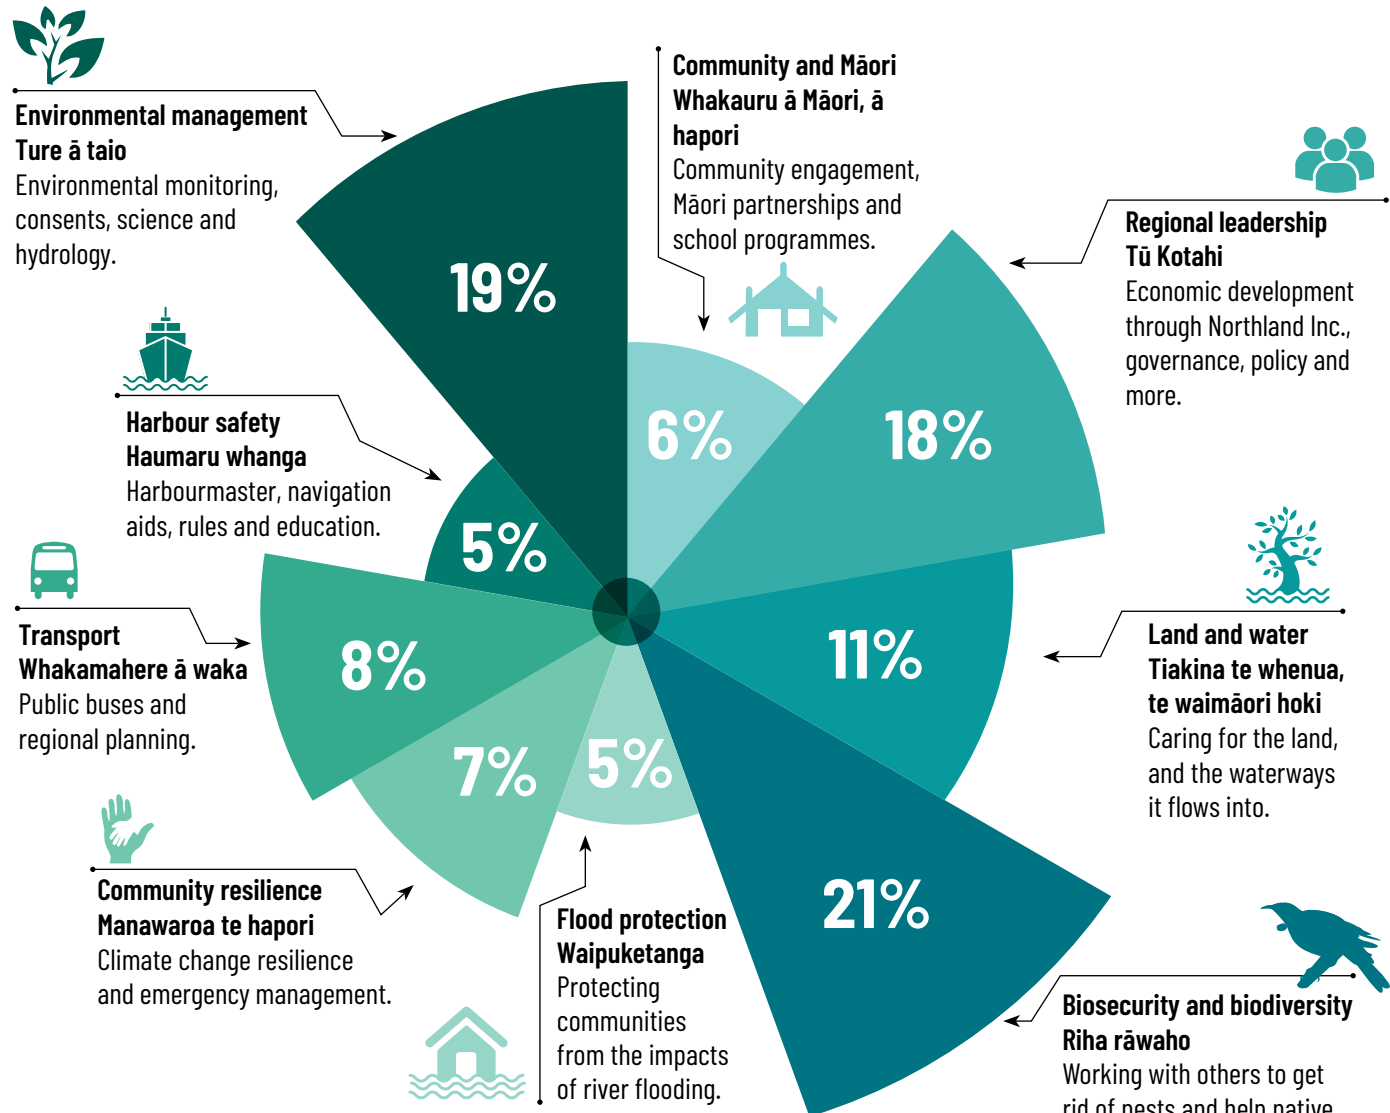 Environmental management
Ture ā taio
Environmental monitoring,
consents, science and
hydrology.
19%
Community and Māori
Whakauru ā Māori, ā
hapori
Community engagement,
Māori partnerships and
school programmes.
6%
Regional leadership
Tū Kotahi
Economic development
through Northland Inc.,
governance, policy and
more.
18%
Land and water
Tiakina te whenua,
te waimāori hoki
Caring for the land,
and the waterways
it flows into.
11%
Biosecurity and biodiversity
Riha rāwaho
Working with others to get
rid of pests and help native
21%
Flood protection
Waipuketanga
Protecting
communities
from the impacts
of river flooding.
5%
Community resilience
Manawaroa te hapori
Climate change resilience
and emergency management.
7%
Transport
Whakamahere ā waka
Public buses and
regional planning.
8%
Harbour safety
Haumaru whanga
Harbourmaster, navigation
aids, rules and education.
5%